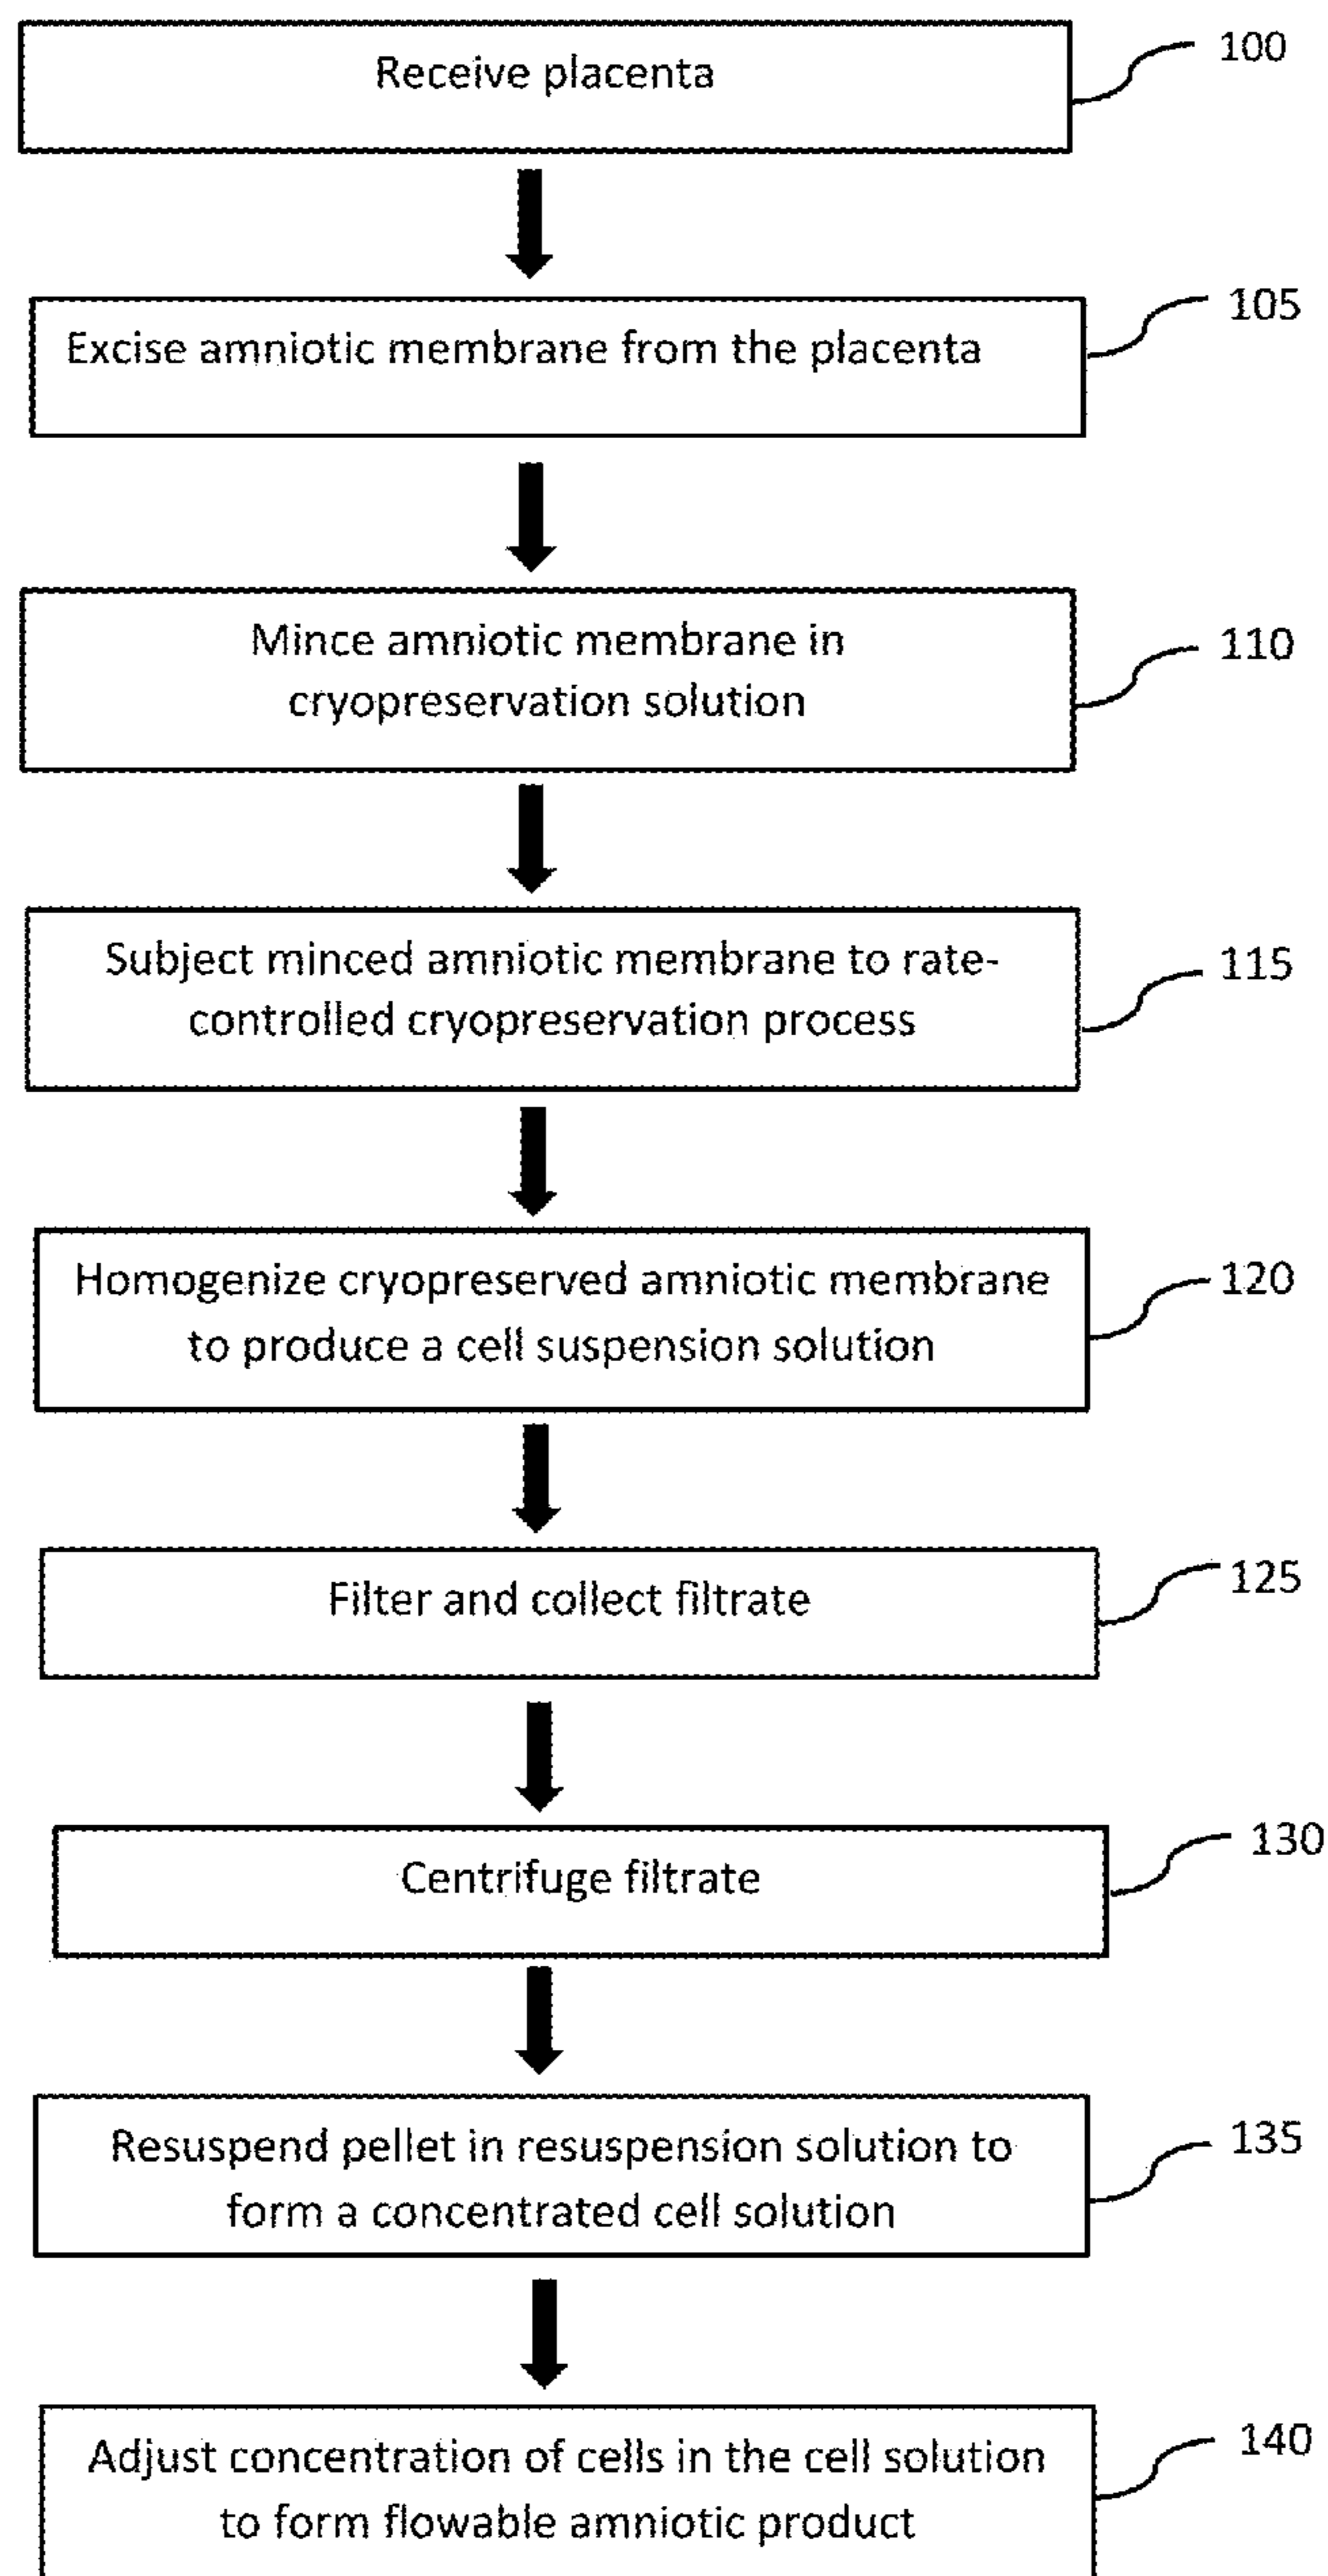 Receive placenta
100
Excise amniotic membrane from the placenta
105
Mince amniotic membrane in
cryopreservation solution
110
Subject minced amniotic membrane to rate-
controlled cryopreservation process
115
Homogenize cryopreserved amniotic membrane
to produce a cell suspension solution
120
Filter and collect filtrate
125
Centrifuge filtrate
130
Resuspend pellet in resuspension solution to
form a concentrated cell solution
135
Adjust concentration of cells in the cell solution
to form flowable amniotic product
140